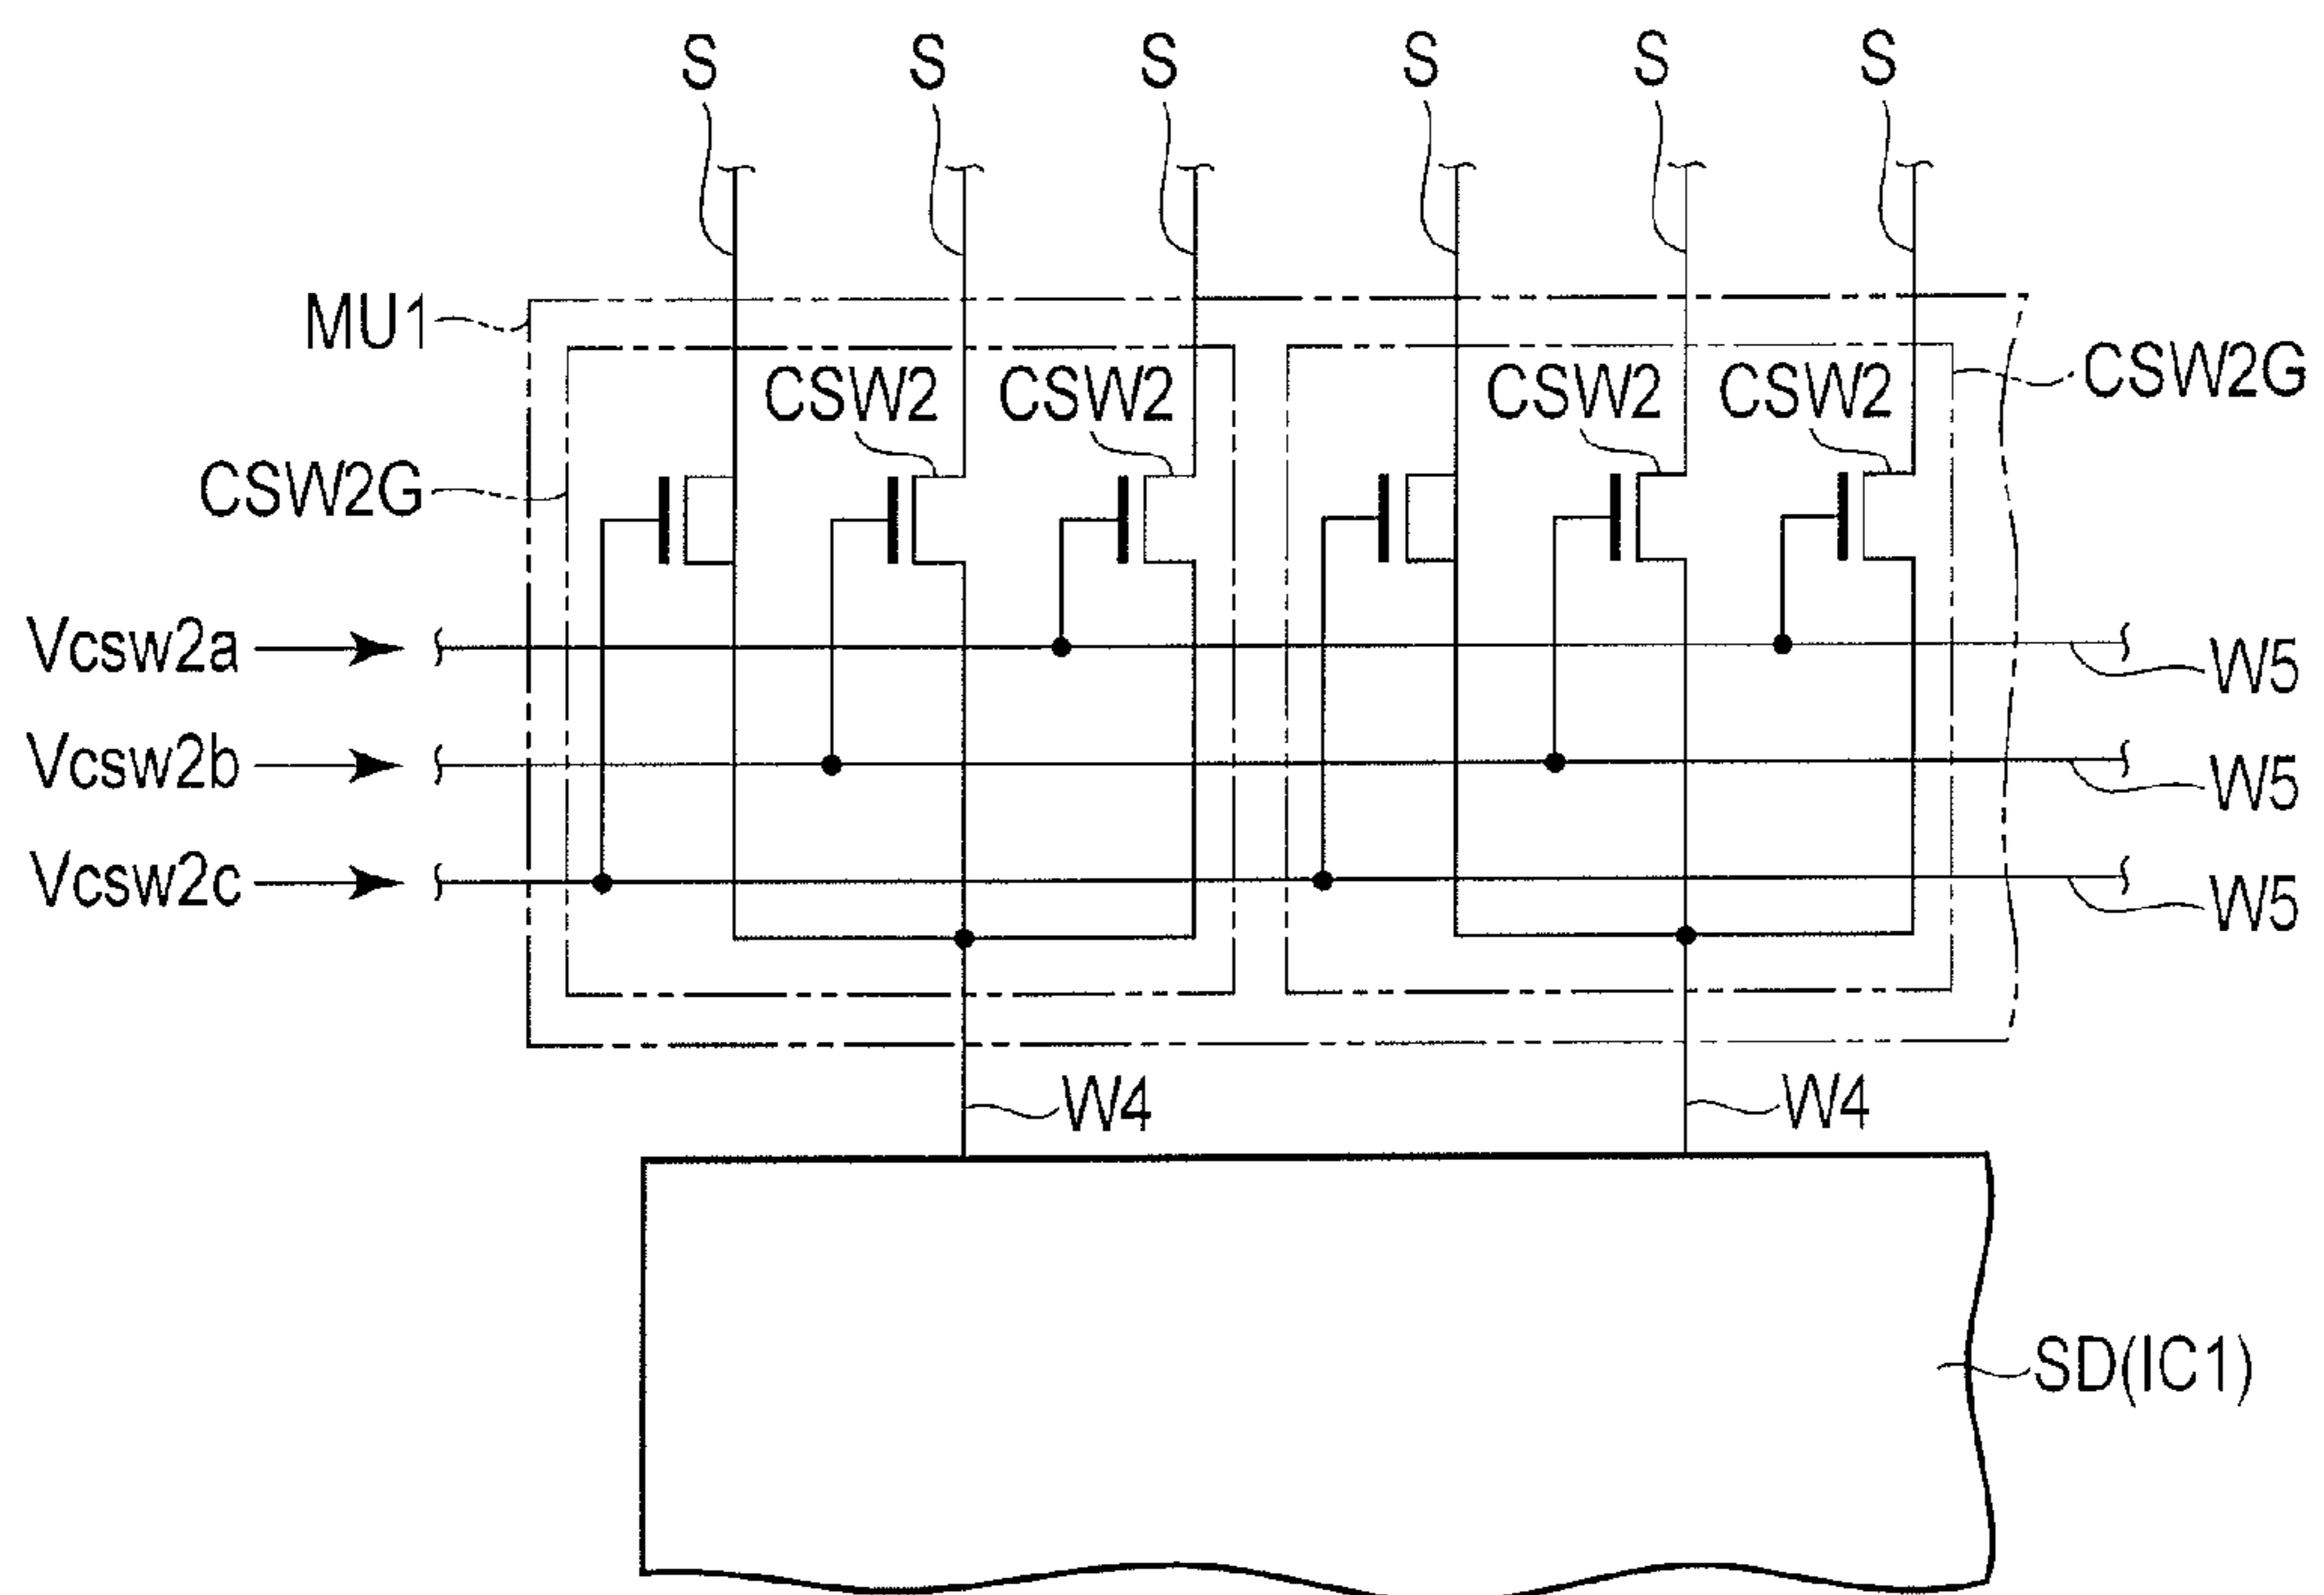 S S S S S S
MU1
CSW2 CSW2 CSW2 CSW2 CSW2G
CSW2G
Vcsw2a W5
Vcsw2b W5
Vcsw2c W5
W4 W4
SD(IC1)